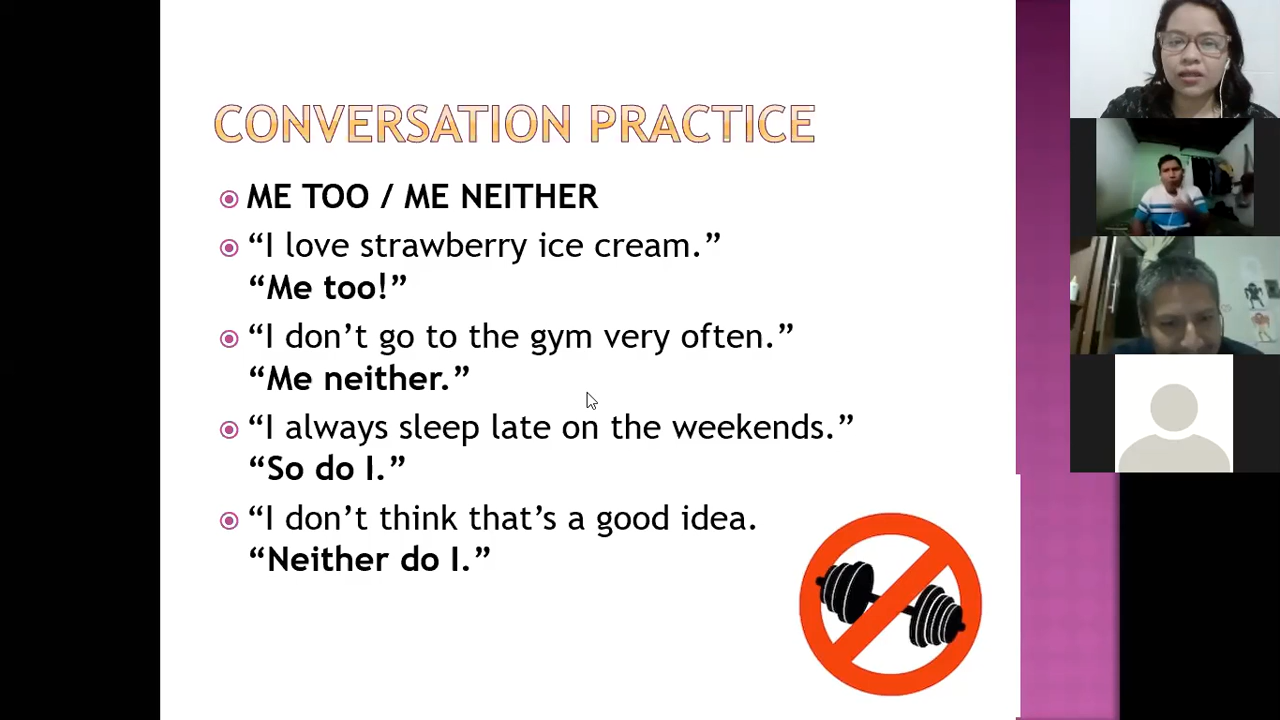 CONVERSATION PRACTICE
ME TOO / ME NEITHER
“I love strawberry ice cream.”
“Me too!”
“I don’t go to the gym very often.”
“Me neither.”
“I always sleep late on the weekends.”
“So do I.”
“I don’t think that’s a good idea.
“Neither do I.”